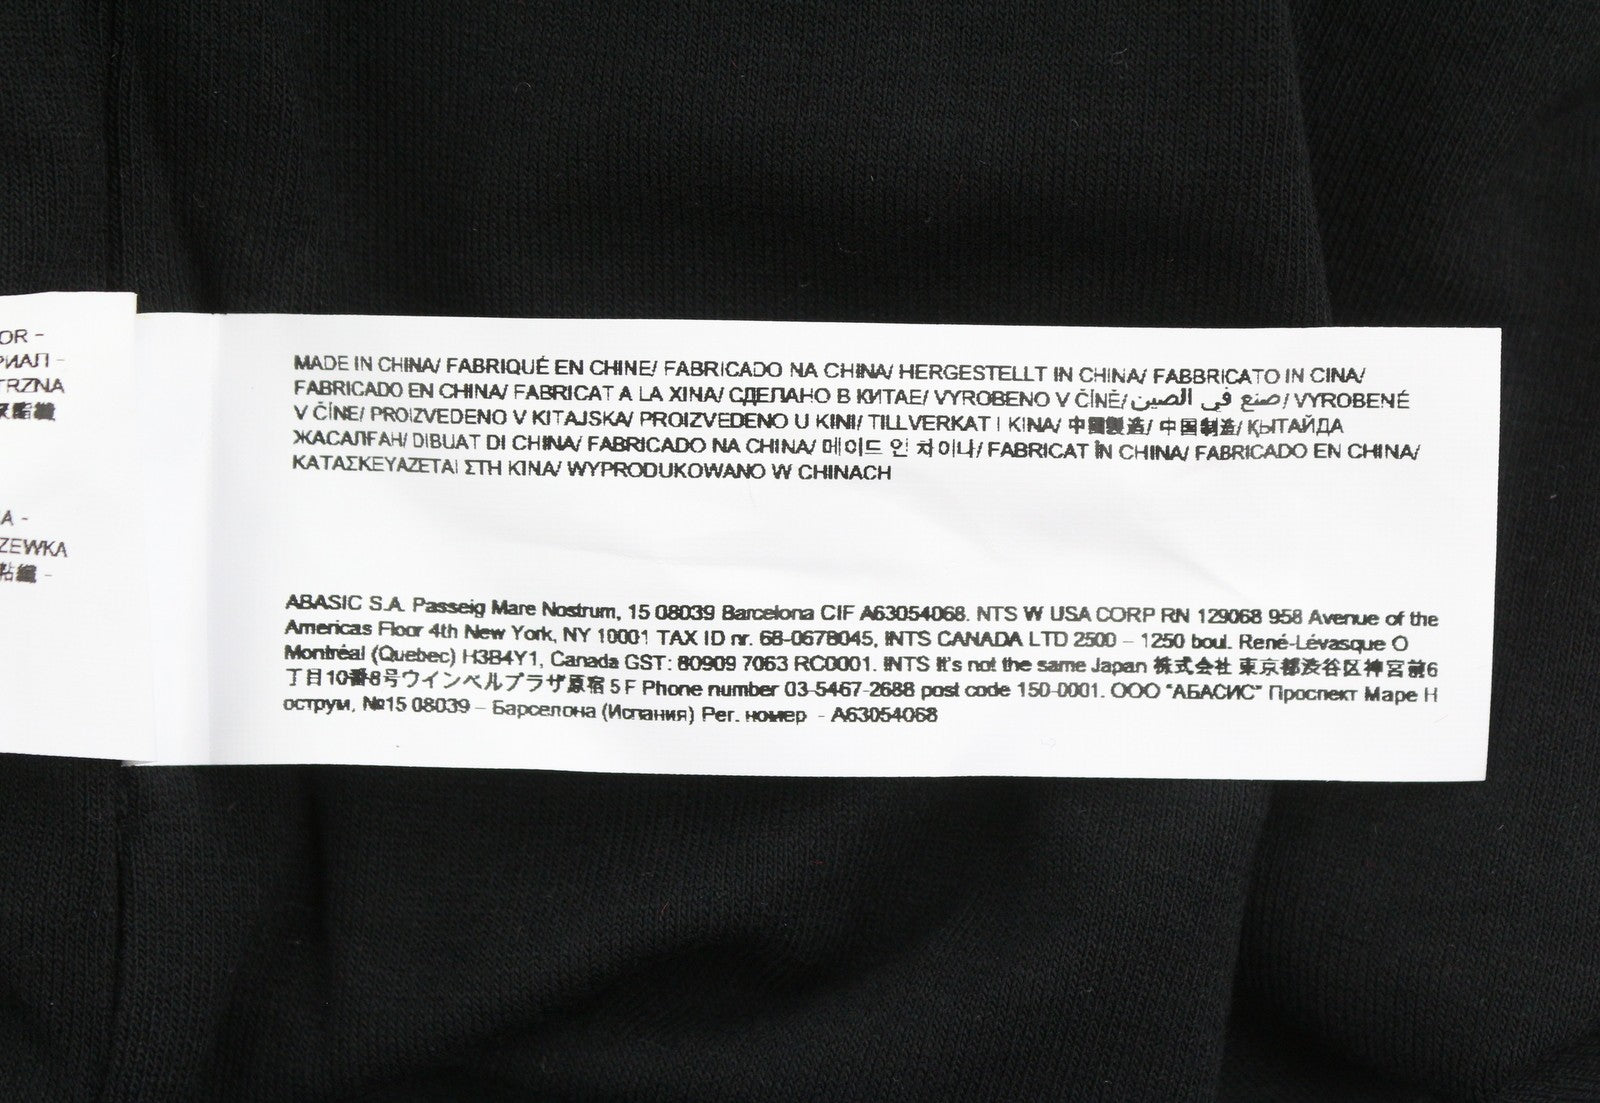 OR -
РИАЛ -
TRZNA
A -
ZEWKA
粘纖 -
MADE IN CHINA/ FABRIQUÉ EN CHINE/ FABRICADO NA CHINA/ HERGESTELLT IN CHINA/ FABBRICATO IN CINA/
FABRICADO EN CHINA/ FABRICAT A LA XINA/ СДЕЛАНО В КИТАЕ/ VYROBENO V ČÍNĚ/ صنع في الصين/ VYROBENÉ
V ČÍNE/ PROIZVEDENO V KITAJSKA/ PROIZVEDENO U KINI/ TILLVERKAT I KINA/ 中國製造/ 中国制造/ ҚЫТАЙДА
ЖАСАЛҒАН/ DIBUAT DI CHINA/ FABRICADO NA CHINA/ 메이드 인 차이나/ FABRICAT ÎN CHINA/ FABRICADO EN CHINA/
ΚΑΤΑΣΚΕΥΑΖΕΤΑΙ ΣΤΗ ΚΙΝΑ/ WYPRODUKOWANO W CHINACH
ABASIC S.A. Passeig Mare Nostrum, 15 08039 Barcelona CIF A63054068. NTS W USA CORP RN 129068 958 Avenue of the
Americas Floor 4th New York, NY 10001 TAX ID nr. 68-0678045, INTS CANADA LTD 2500 – 1250 boul. René-Lévasque O
Montréal (Quebec) H3B4Y1, Canada GST: 80909 7063 RC0001. INTS It's not the same Japan 株式会社 東京都渋谷区神宮前6
丁目10番8号ウインベルプラザ原宿 5 F Phone number 03-5467-2688 post code 150-0001. ООО "АБАСИС" Проспект Маре Н
острум, №15 08039 – Барселона (Испания) Рег. номер - A63054068